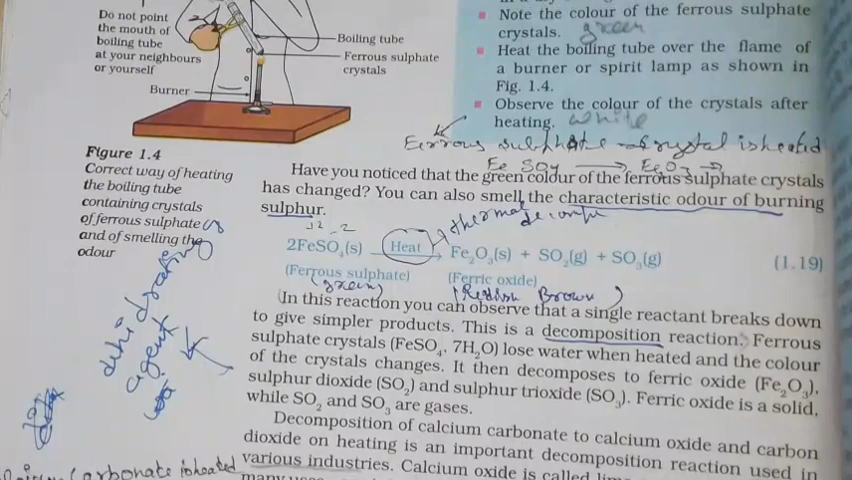 Do not point
the mouth of
boiling tube
at your neighbours
or yourself
Burner
Boiling tube
Ferrous sulphate
crystals
Note the colour of the ferrous sulphate
crystals. green
Heat the boiling tube over the flame of
a burner or spirit lamp as shown in
Fig. 1.4.
Observe the colour of the crystals after
heating. white
Ferrous sulphate crystal is heated
Fe SO4 → Fe2O3 →
Figure 1.4
Correct way of heating
the boiling tube
containing crystals
of ferrous sulphate
and of smelling the
odour
Have you noticed that the green colour of the ferrous sulphate crystals
has changed? You can also smell the characteristic odour of burning
sulphur.
thermal
+2 -2
2FeSO₄(s) Heat → Fe₂O₃(s) + SO₂(g) + SO₃(g) (1.19)
(Ferrous sulphate) (Ferric oxide)
(green) (Redish Brown)
In this reaction you can observe that a single reactant breaks down
to give simpler products. This is a decomposition reaction. Ferrous
sulphate crystals (FeSO₄, 7H₂O) lose water when heated and the colour
of the crystals changes. It then decomposes to ferric oxide (Fe₂O₃),
sulphur dioxide (SO₂) and sulphur trioxide (SO₃). Ferric oxide is a solid,
while SO₂ and SO₃ are gases.
Decomposition of calcium carbonate to calcium oxide and carbon
dioxide on heating is an important decomposition reaction used in
various industries. Calcium oxide is called
agent
Carbonate is heated